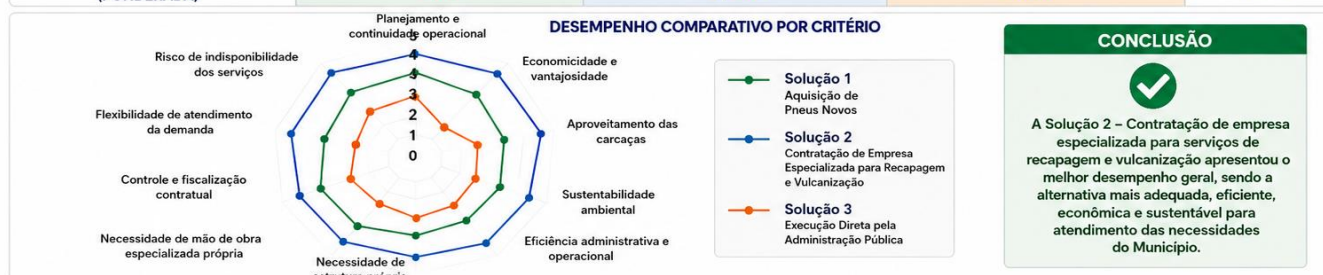 DESEMPENHO COMPARATIVO POR CRITÉRIO
Planejamento e
continuidade operacional
Economicidade e
vantajosidade
Aproveitamento das
carcaças
Sustentabilidade
ambiental
Eficiência administrativa e
operacional
Necessidade de
Necessidade de mão de obra
especializada própria
Controle e fiscalização
contratual
Flexibilidade de atendimento
da demanda
Risco de indisponibilidade
dos serviços
5
4
3
3
2
1
0
Solução 1
Aquisição de
Pneus Novos
Solução 2
Contratação de Empresa
Especializada para Recapagem
e Vulcanização
Solução 3
Execução Direta pela
Administração Pública
CONCLUSÃO
A Solução 2 – Contratação de empresa
especializada para serviços de
recapagem e vulcanização apresentou o
melhor desempenho geral, sendo a
alternativa mais adequada, eficiente,
econômica e sustentável para
atendimento das necessidades
do Município.